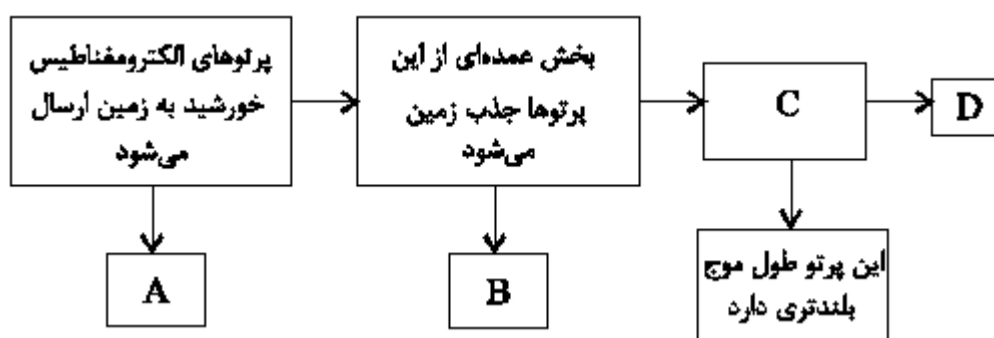 پرتوهای الکترومغناطیس
خورشید به زمین ارسال
می‌شود
بخش عمده‌ای از این
پرتوها جذب زمین
می‌شود
C
D
A
B
این پرتو طول موج
بلندتری دارد